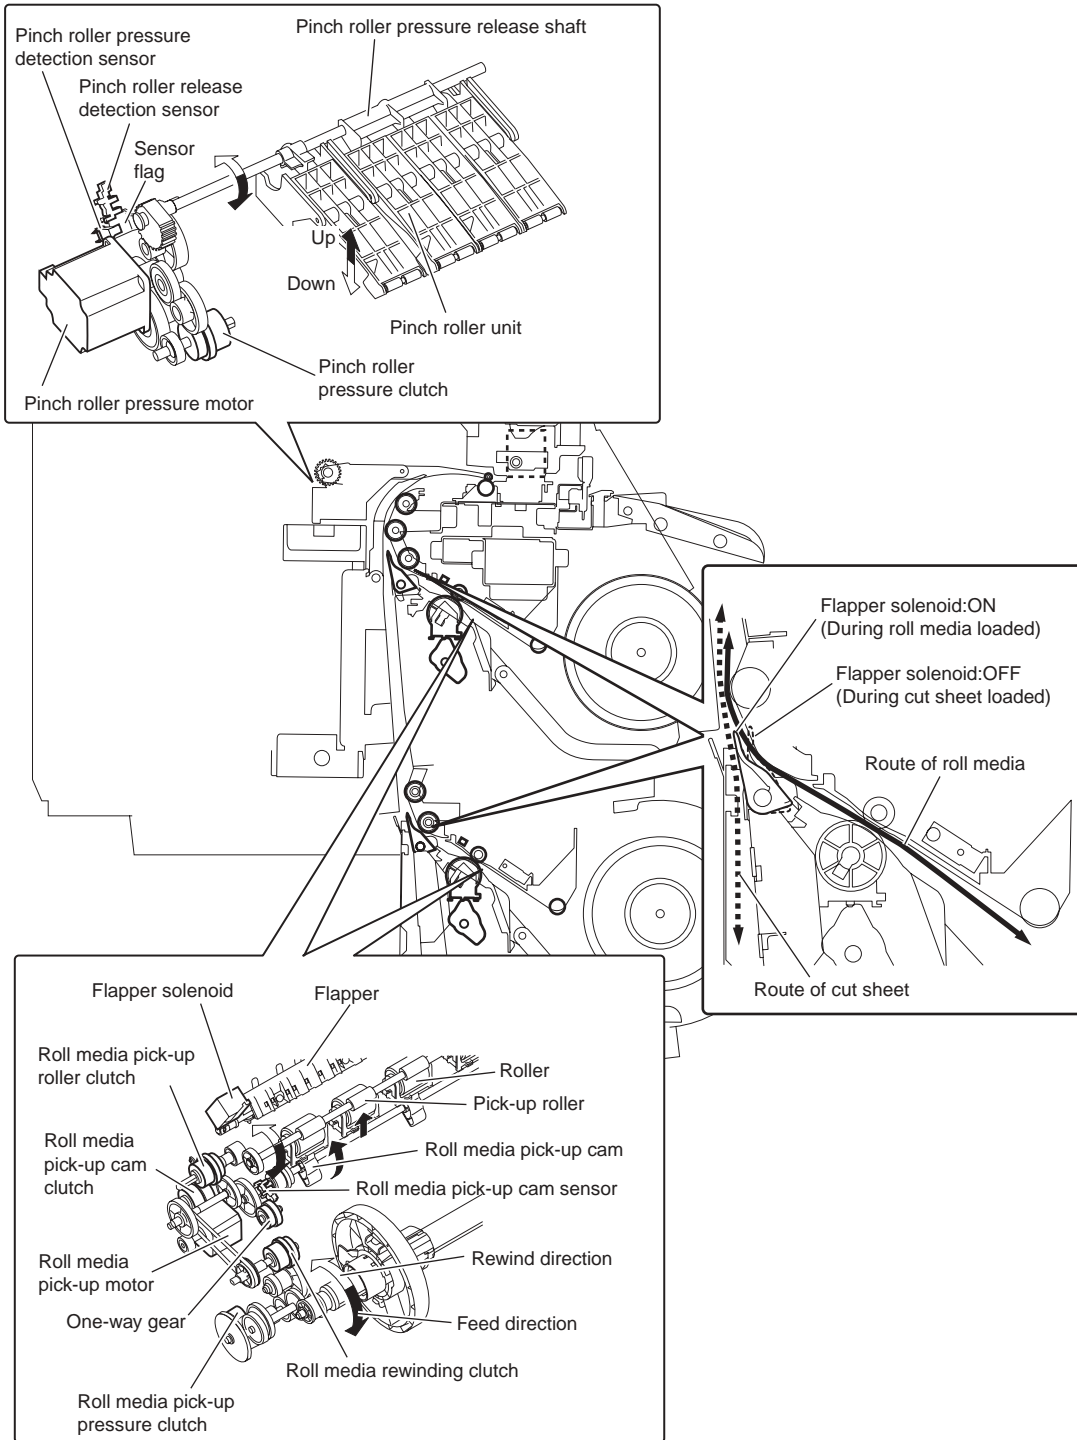 Pinch roller pressure
detection sensor
Pinch roller pressure release shaft
Pinch roller release
detection sensor
Sensor
flag
Up
Down
Pinch roller unit
Pinch roller
pressure clutch
Pinch roller pressure motor
Flapper solenoid:ON
(During roll media loaded)
Flapper solenoid:OFF
(During cut sheet loaded)
Route of roll media
Route of cut sheet
Flapper solenoid
Flapper
Roll media pick-up
roller clutch
Roller
Pick-up roller
Roll media
pick-up cam
clutch
Roll media pick-up cam
Roll media pick-up cam sensor
Roll media
pick-up motor
Rewind direction
One-way gear
Feed direction
Roll media rewinding clutch
Roll media pick-up
pressure clutch